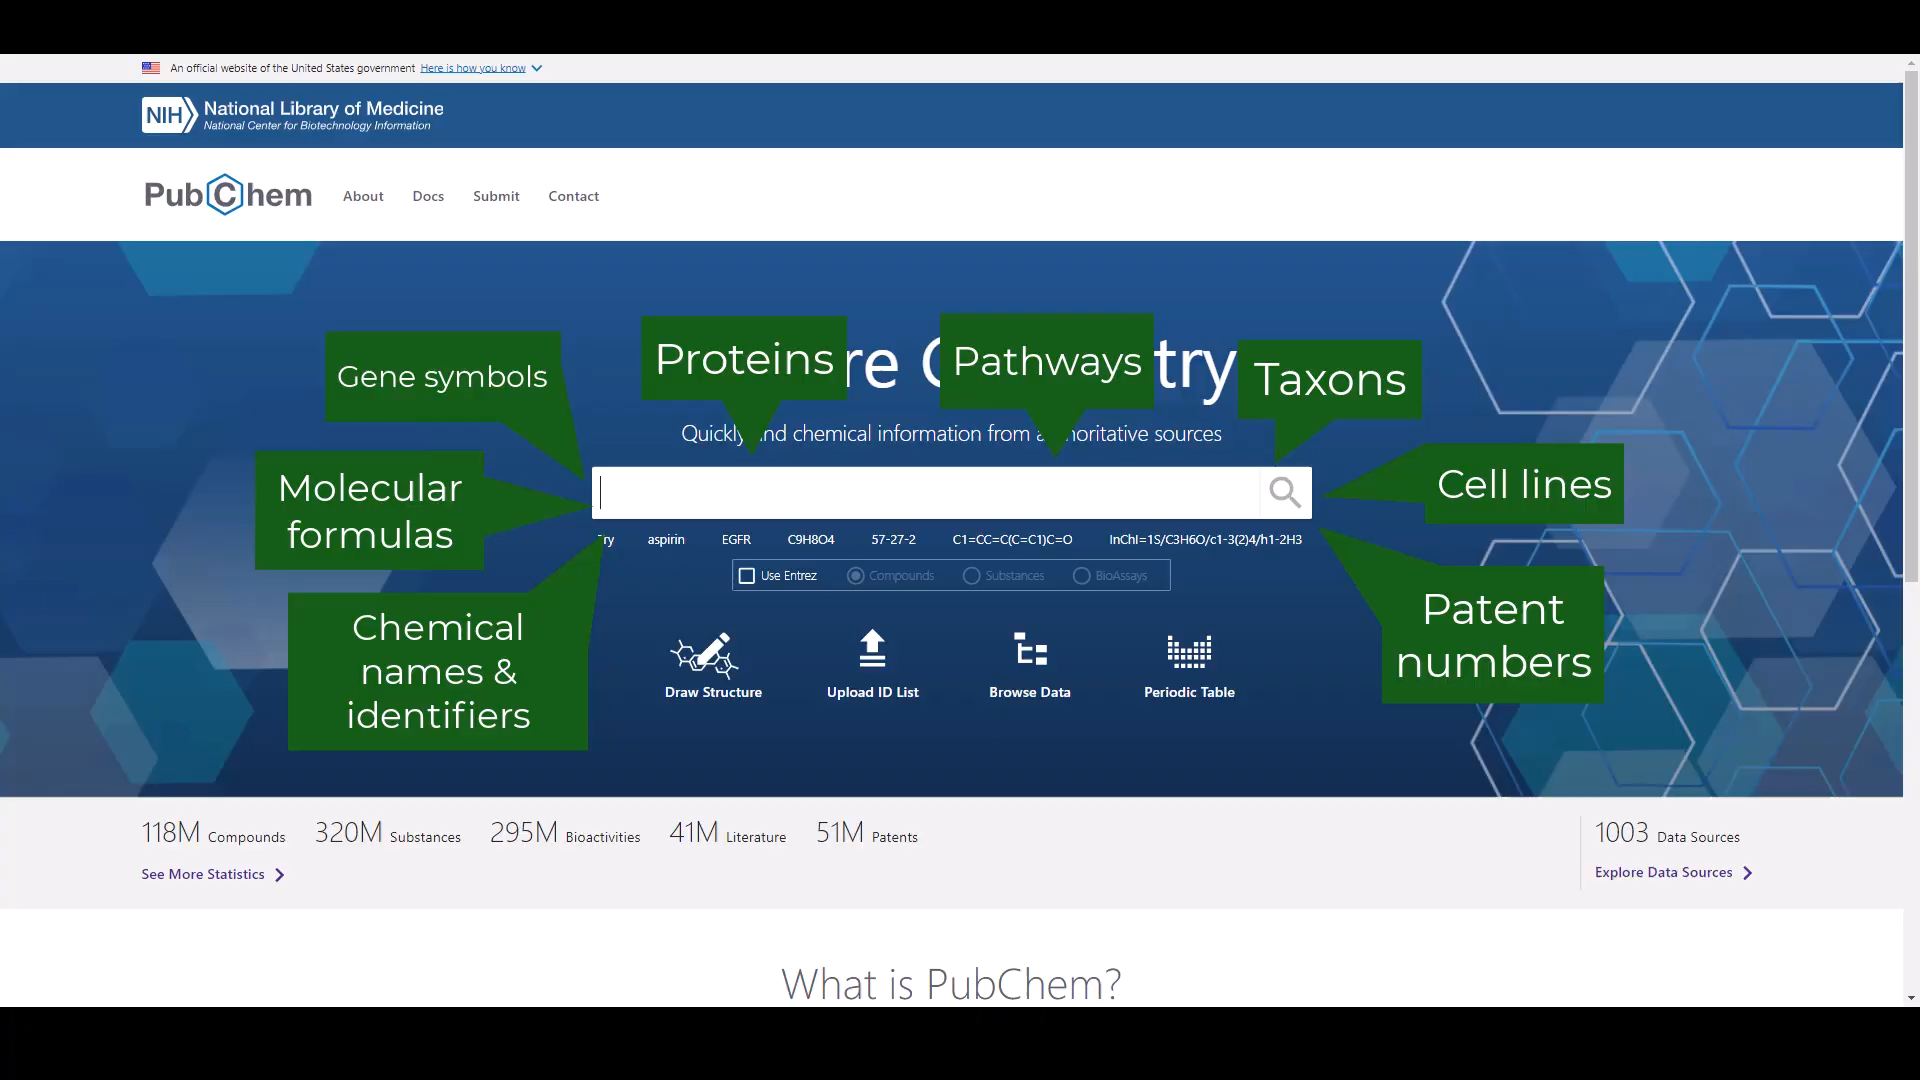 An official website of the United States government Here is how you know
NIH National Library of Medicine
National Center for Biotechnology Information
PubChem About Docs Submit Contact
Gene symbols
Proteins
Pathways
Taxons
Quickly chemical information from
Molecular
formulas
Cell lines
aspirin EGFR C9H8O4 57-27-2 C1=CC=C(C=C1)C=O InChI=1S/C3H6O/c1-3(2)4/h1-2H3
Use Entrez Compounds Substances BioAssays
Chemical
names &
identifiers
Patent
numbers
Draw Structure Upload ID List Browse Data Periodic Table
118M Compounds 320M Substances 295M Bioactivities 41M Literature 51M Patents 1003 Data Sources
See More Statistics Explore Data Sources
What is PubChem?